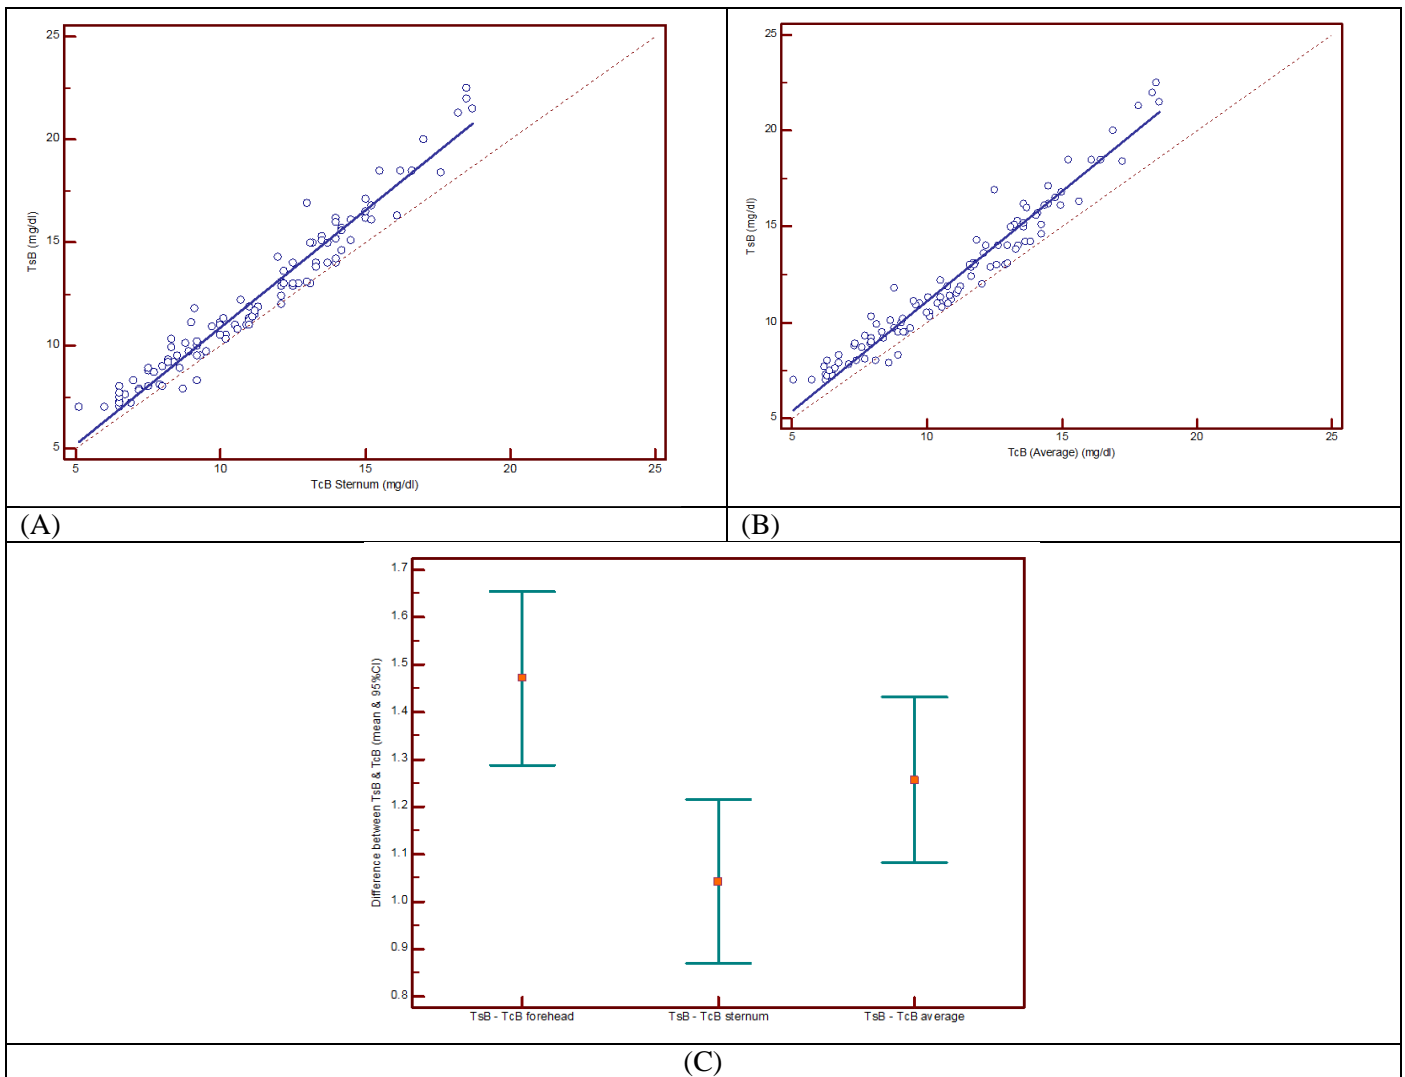 25
20
15
10
5
TsB (mg/dl)
5
10
15
20
25
TcB Sternum (mg/dl)
(A)
25
20
15
10
5
TsB (mg/dl)
5
10
15
20
25
TcB (Average) (mg/dl)
(B)
1.7
1.6
1.5
1.4
1.3
1.2
1.1
1.0
0.9
0.8
Difference between TsB & TcB (mean & 95%CI)
TsB - TcB forehead
TsB - TcB sternum
TsB - TcB average
(C)